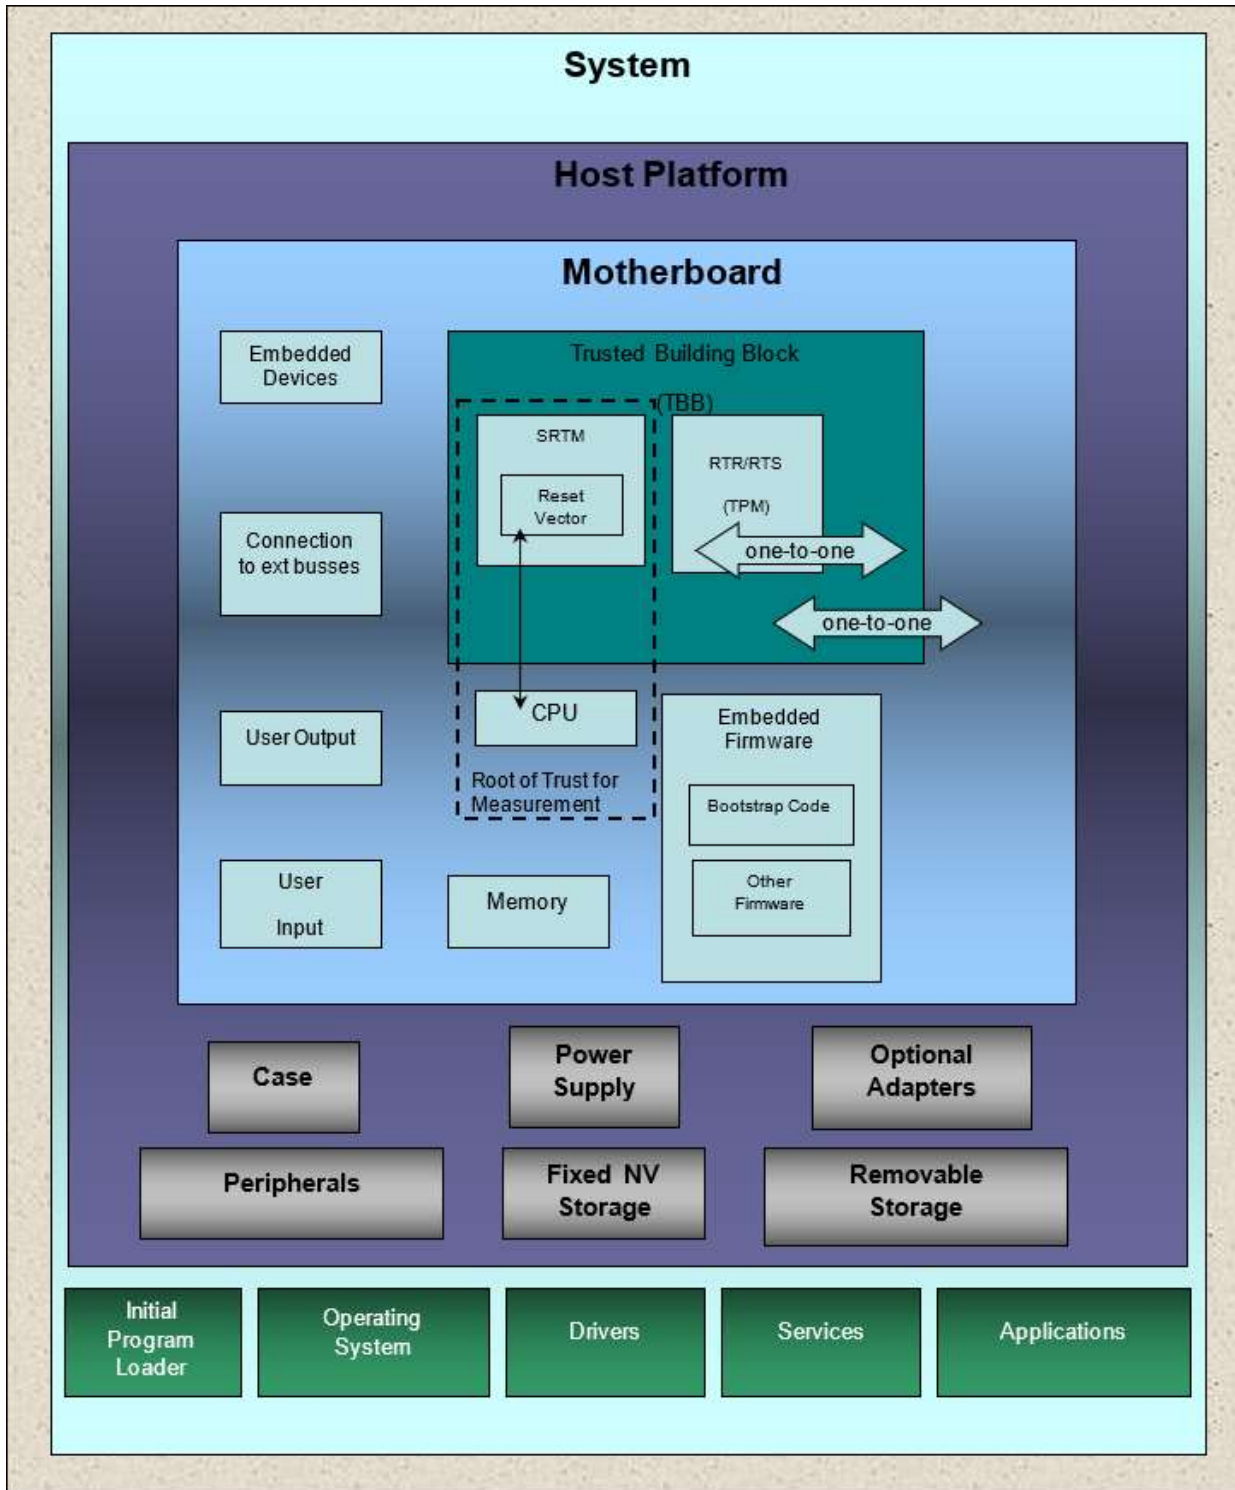 System
Host Platform
Motherboard
Embedded
Devices
Trusted Building Block
(TBB)
SRTM
Reset
Vector
RTR/RTS
(TPM)
one-to-one
one-to-one
Connection
to ext busses
User Output
CPU
Root of Trust for
Measurement
Embedded
Firmware
Bootstrap Code
Other
Firmware
User
Input
Memory
Case
Power
Supply
Optional
Adapters
Peripherals
Fixed NV
Storage
Removable
Storage
Initial
Program
Loader
Operating
System
Drivers
Services
Applications